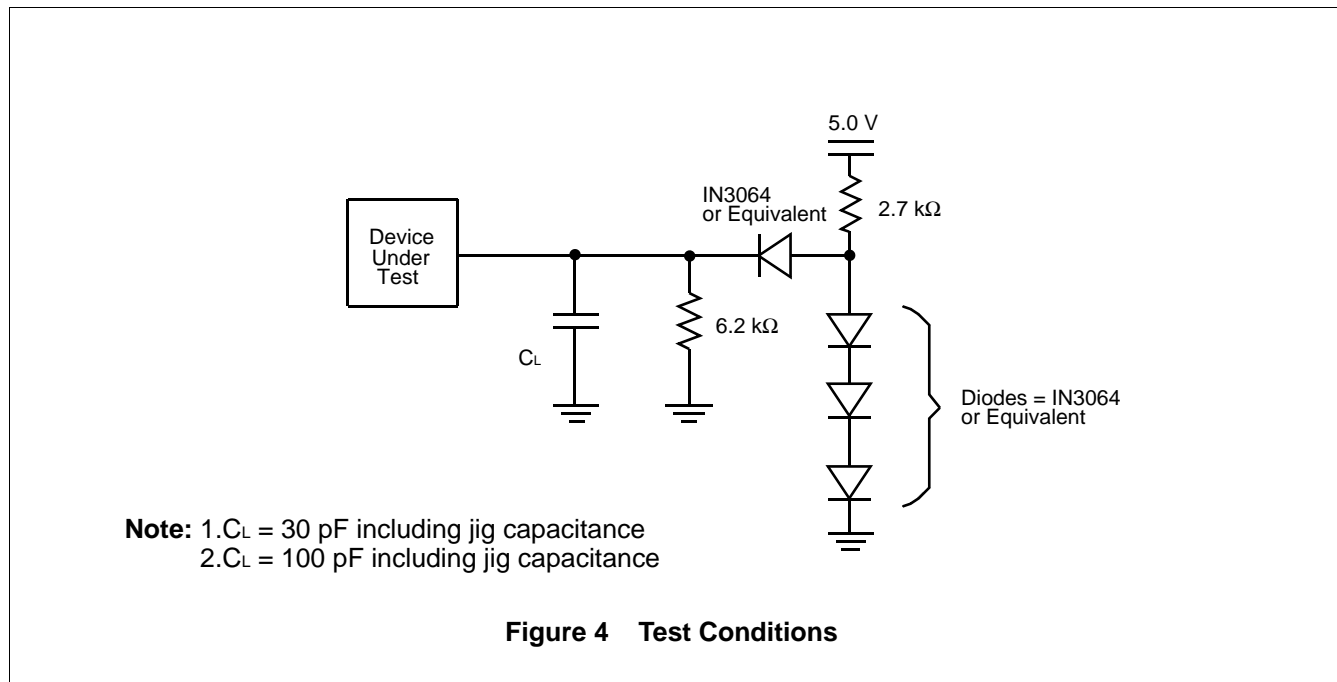 5.0 V
IN3064
or Equivalent
2.7 kΩ
Device
Under
Test
6.2 kΩ
CL
Diodes = IN3064
or Equivalent
Note: 1.CL = 30 pF including jig capacitance
2.CL = 100 pF including jig capacitance
Figure 4 Test Conditions